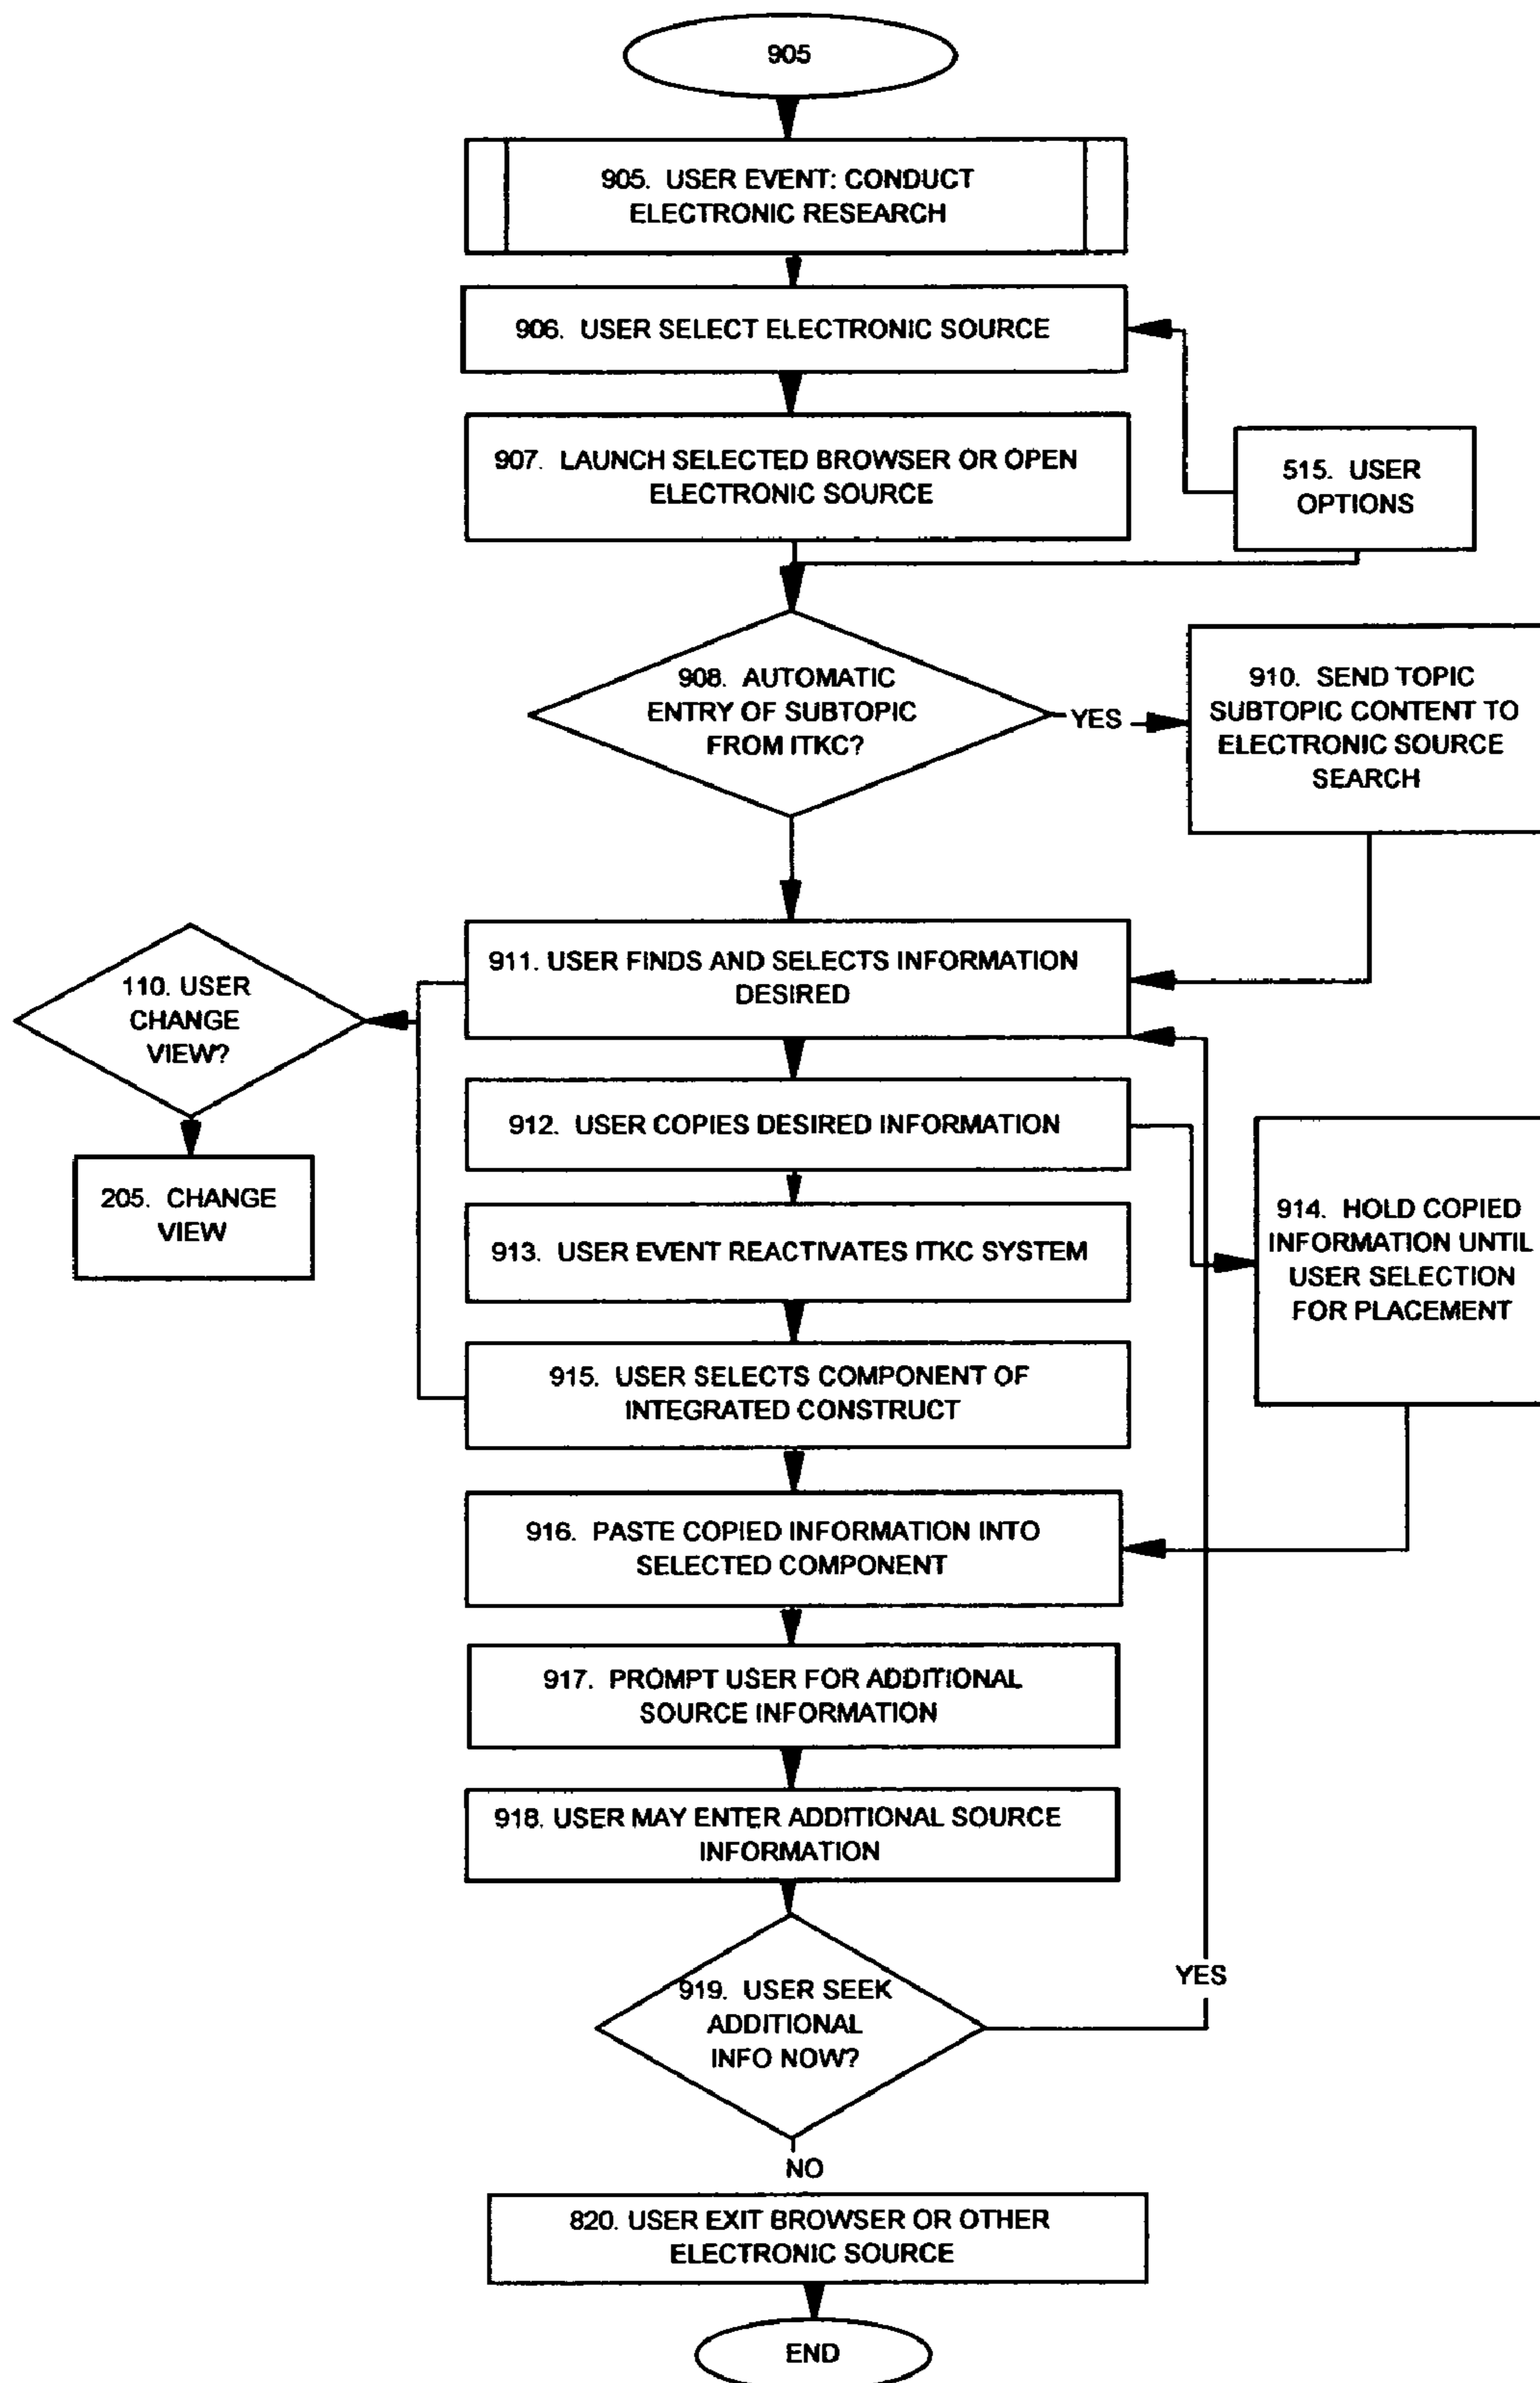 905
905. USER EVENT: CONDUCT
ELECTRONIC RESEARCH
906. USER SELECT ELECTRONIC SOURCE
907. LAUNCH SELECTED BROWSER OR OPEN
ELECTRONIC SOURCE
515. USER
OPTIONS
908. AUTOMATIC
ENTRY OF SUBTOPIC
FROM ITKC?
YES
910. SEND TOPIC
SUBTOPIC CONTENT TO
ELECTRONIC SOURCE
SEARCH
911. USER FINDS AND SELECTS INFORMATION
DESIRED
110. USER
CHANGE
VIEW?
205. CHANGE
VIEW
912. USER COPIES DESIRED INFORMATION
913. USER EVENT REACTIVATES ITKC SYSTEM
914. HOLD COPIED
INFORMATION UNTIL
USER SELECTION
FOR PLACEMENT
915. USER SELECTS COMPONENT OF
INTEGRATED CONSTRUCT
916. PASTE COPIED INFORMATION INTO
SELECTED COMPONENT
917. PROMPT USER FOR ADDITIONAL
SOURCE INFORMATION
918. USER MAY ENTER ADDITIONAL SOURCE
INFORMATION
919. USER SEEK
ADDITIONAL
INFO NOW?
YES
NO
820. USER EXIT BROWSER OR OTHER
ELECTRONIC SOURCE
END